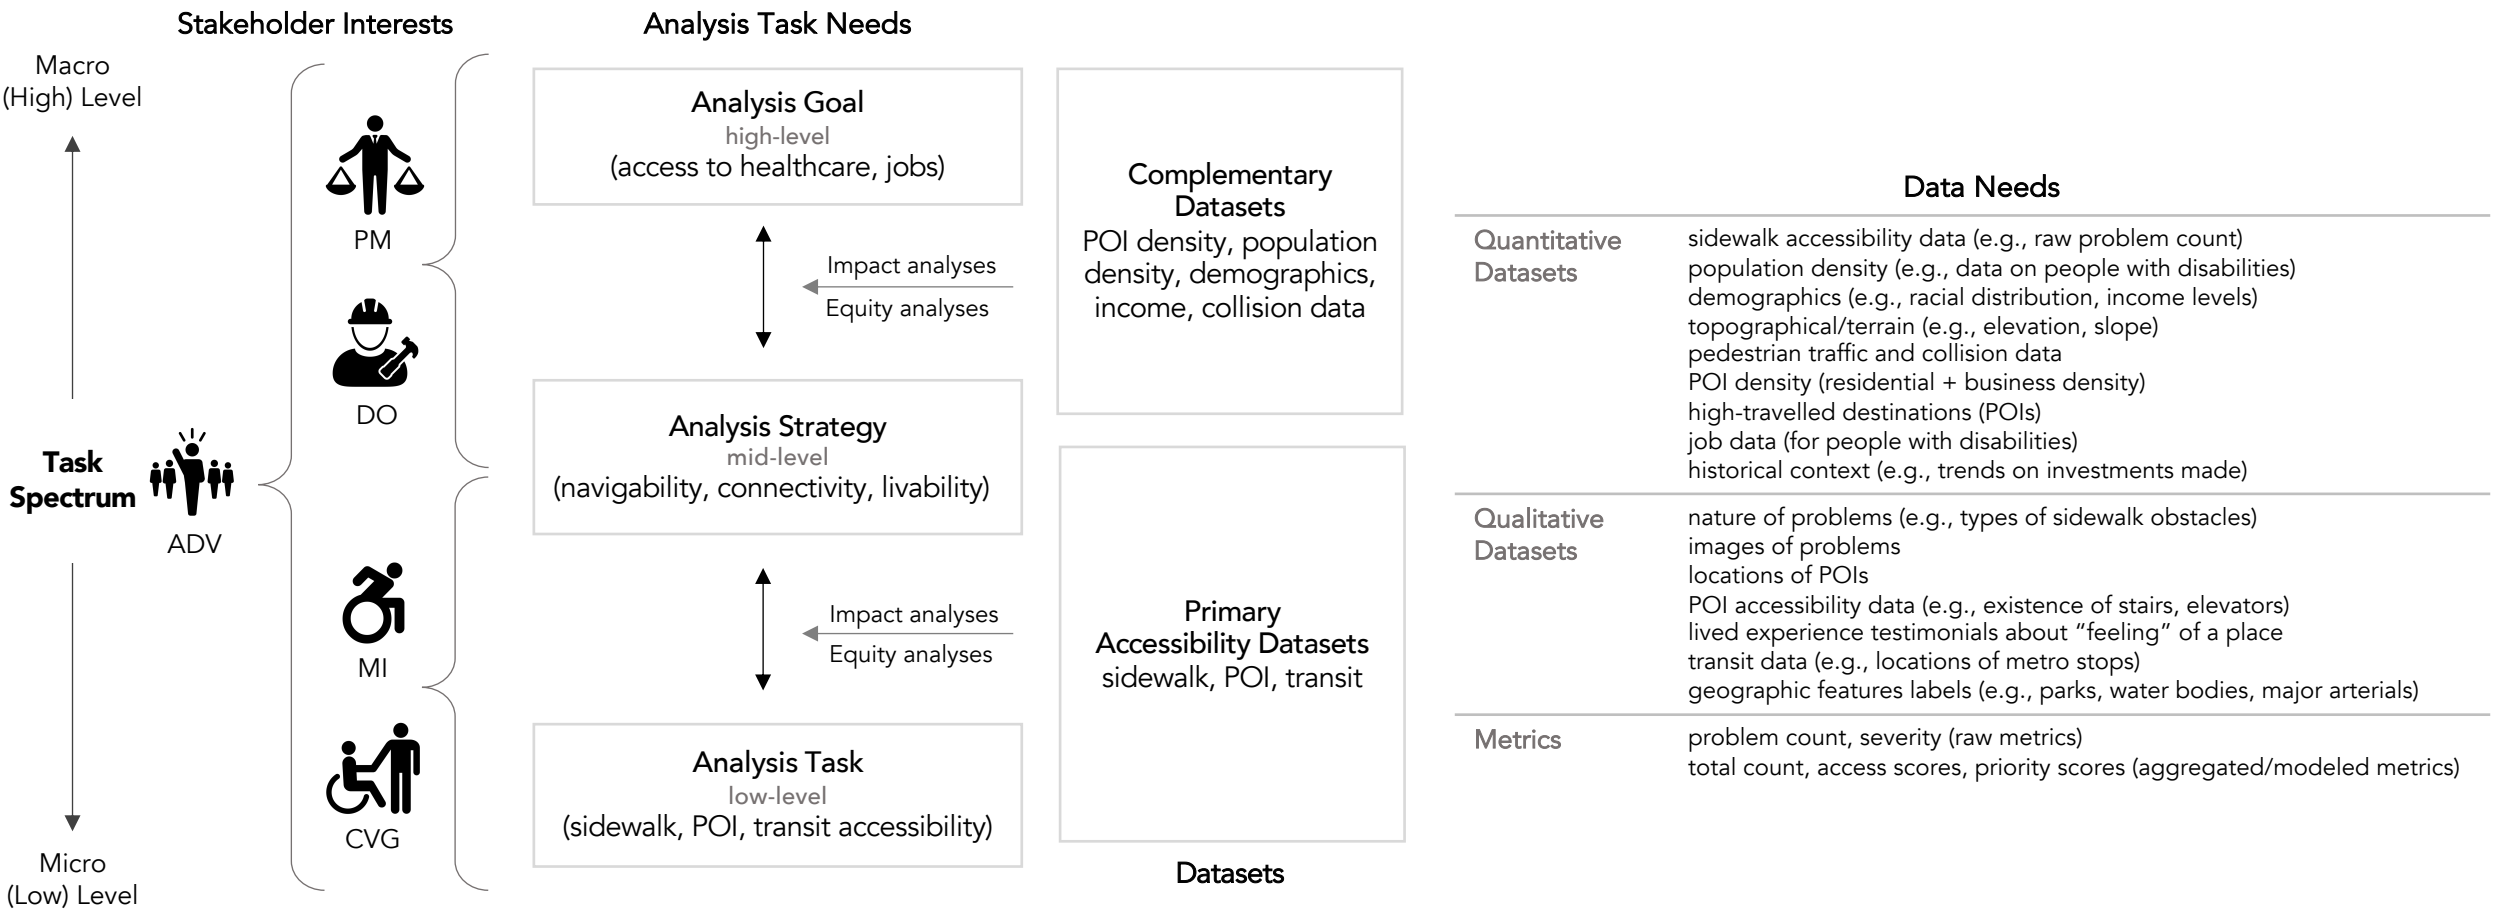 Stakeholder Interests
Analysis Task Needs
Macro
(High) Level
Task
Spectrum
Micro
(Low) Level
ADV
PM
DO
MI
CVG
Analysis Goal
high-level
(access to healthcare, jobs)
Impact analyses
Equity analyses
Analysis Strategy
mid-level
(navigability, connectivity, livability)
Impact analyses
Equity analyses
Analysis Task
low-level
(sidewalk, POI, transit accessibility)
Complementary
Datasets
POI density, population
density, demographics,
income, collision data
Primary
Accessibility Datasets
sidewalk, POI, transit
Datasets
Data Needs
Quantitative
Datasets
sidewalk accessibility data (e.g., raw problem count)
population density (e.g., data on people with disabilities)
demographics (e.g., racial distribution, income levels)
topographical/terrain (e.g., elevation, slope)
pedestrian traffic and collision data
POI density (residential + business density)
high-travelled destinations (POIs)
job data (for people with disabilities)
historical context (e.g., trends on investments made)
Qualitative
Datasets
nature of problems (e.g., types of sidewalk obstacles)
images of problems
locations of POIs
POI accessibility data (e.g., existence of stairs, elevators)
lived experience testimonials about “feeling” of a place
transit data (e.g., locations of metro stops)
geographic features labels (e.g., parks, water bodies, major arterials)
Metrics
problem count, severity (raw metrics)
total count, access scores, priority scores (aggregated/modeled metrics)